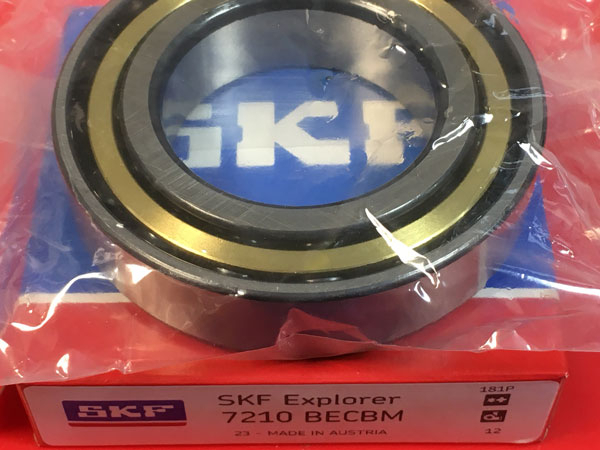 SKF
SKF
SKF Explorer
7210 BECBM
23 - MADE IN AUSTRIA
181P
12